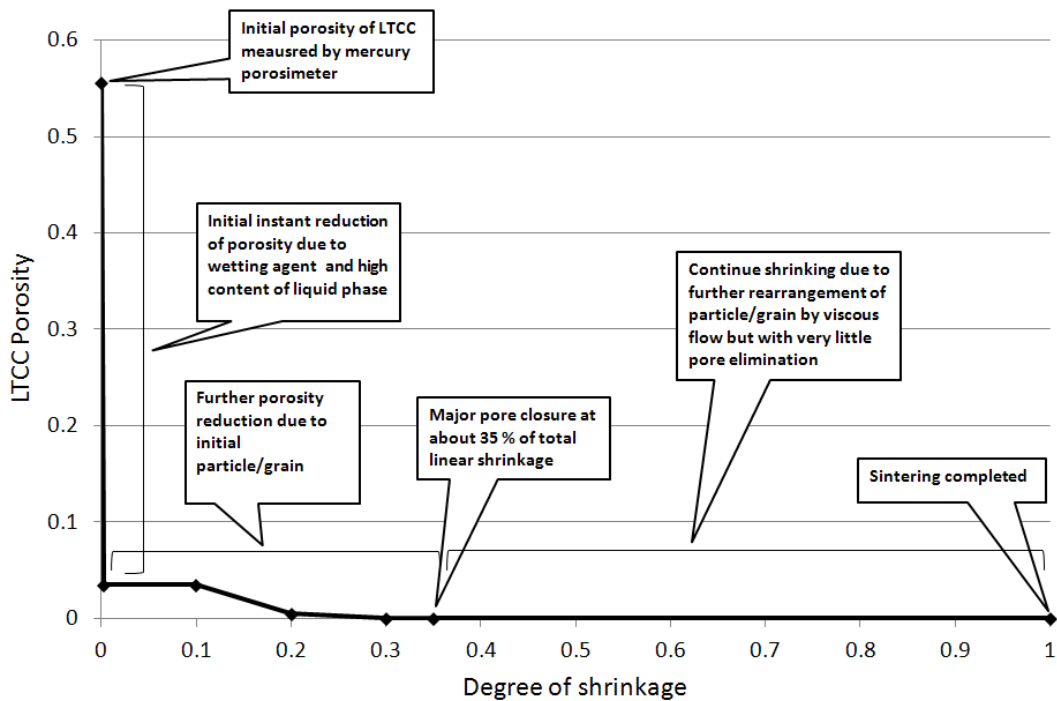 Initial porosity of LTCC
meausred by mercury
porosimeter
0.6
0.5
0.4
0.3
0.2
0.1
0
LTCC Porosity
Initial instant reduction
of porosity due to
wetting agent and high
content of liquid phase
Continue shrinking due to
further rearrangement of
particle/grain by viscous
flow but with very little
pore elimination
Further porosity
reduction due to
initial
particle/grain
Major pore closure at
about 35 % of total
linear shrinkage
Sintering completed
0 0.1 0.2 0.3 0.4 0.5 0.6 0.7 0.8 0.9 1
Degree of shrinkage